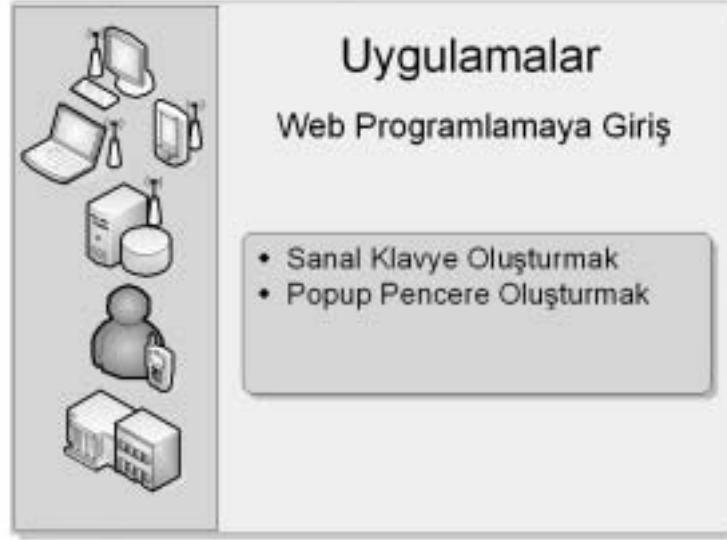 Uygulamalar
Web Programlamaya Giriş
• Sanal Klavye Oluşturmak
• Popup Pencere Oluşturmak